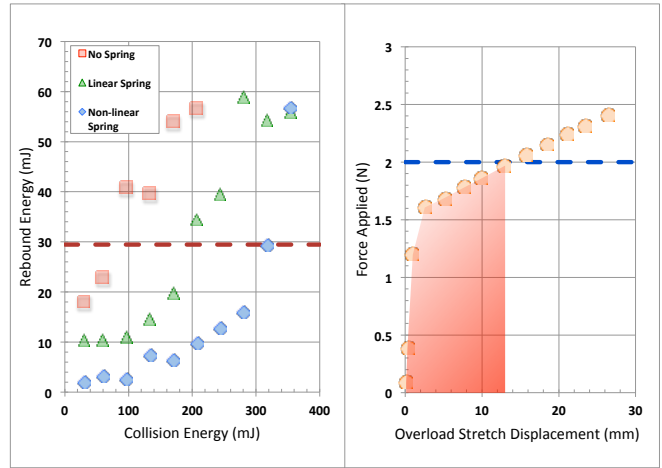 70
60
50
40
30
20
10
0
0 100 200 300 400
Rebound Energy (mJ)
Collision Energy (mJ)
No Spring
Linear Spring
Non-linear
Spring
3
2.5
2
1.5
1
0.5
0
0 10 20 30
Force Applied (N)
Overload Stretch Displacement (mm)